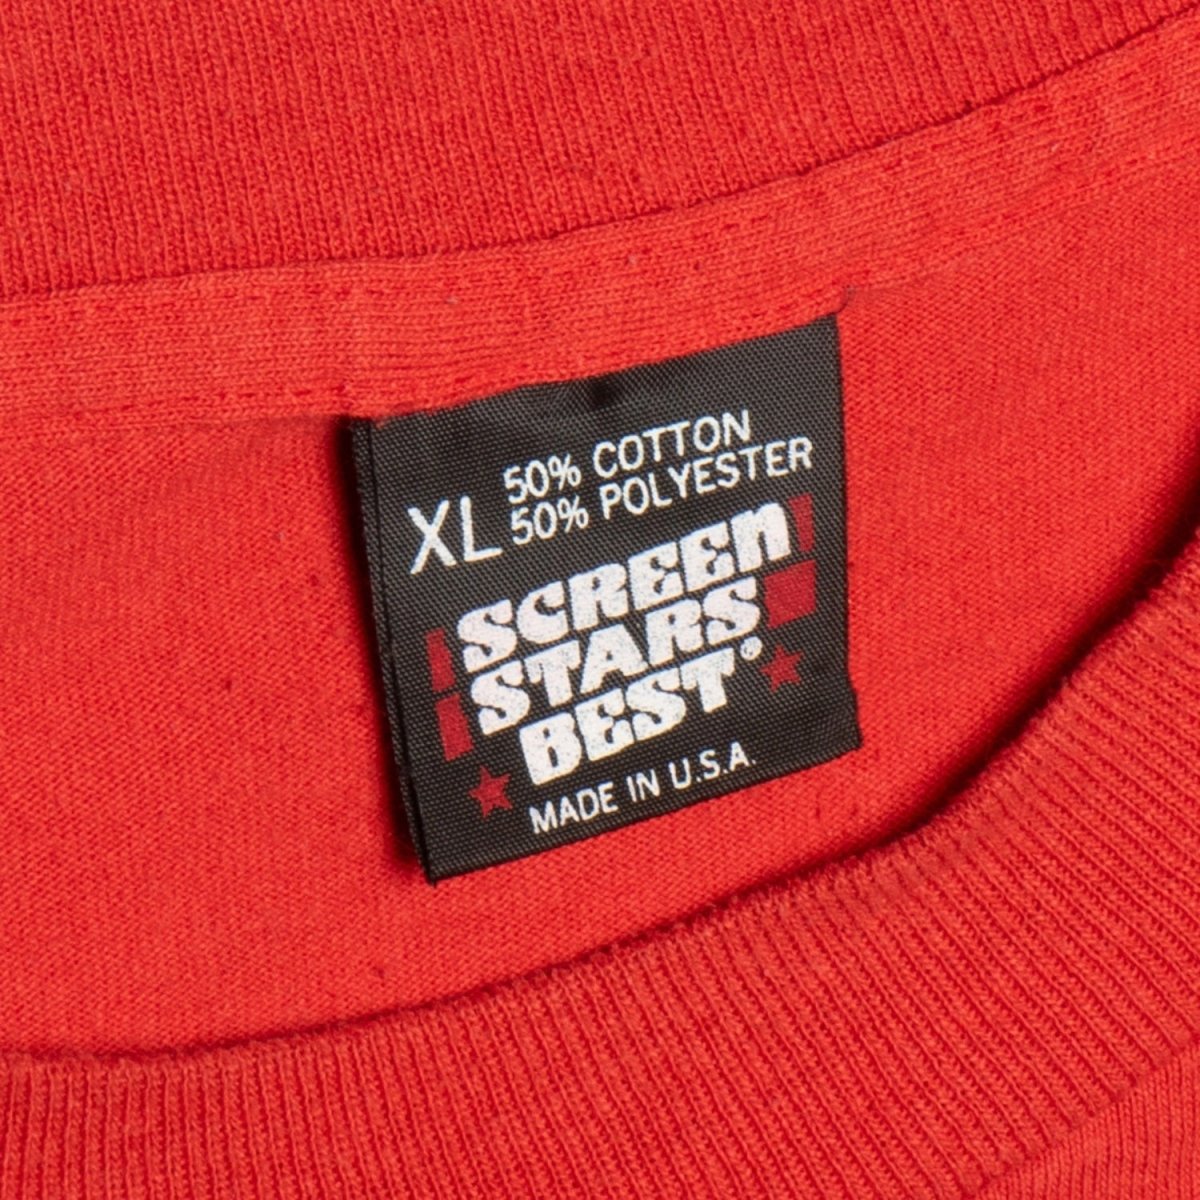 XL
50% COTTON
50% POLYESTER
SCREEN
STARS
BEST®
MADE IN U.S.A.